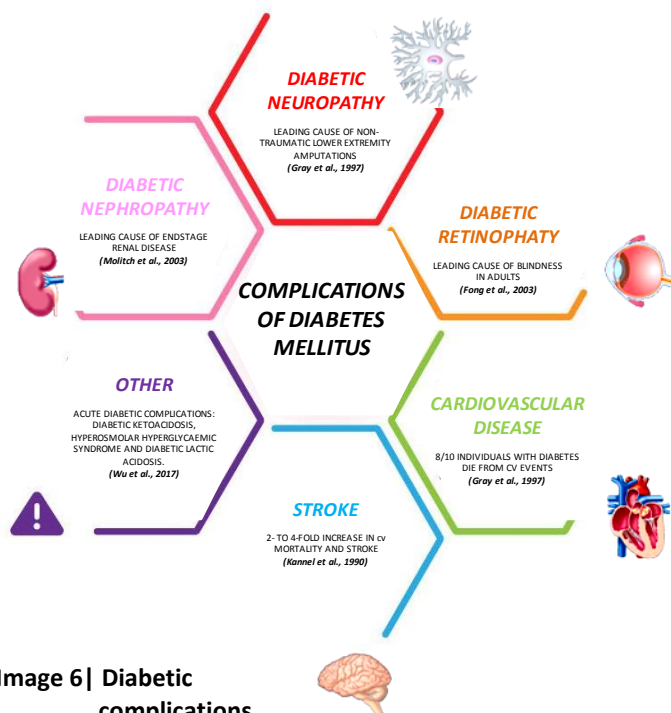 DIABETIC
NEUROPATHY
LEADING CAUSE OF NON-
TRAUMATIC LOWER EXTREMITY
AMPUTATIONS
(Gray et al., 1997)
DIABETIC
NEPHROPATHY
LEADING CAUSE OF ENDSTAGE
RENAL DISEASE
(Molitch et al., 2003)
DIABETIC
RETINOPHATY
LEADING CAUSE OF BLINDNESS
IN ADULTS
(Fong et al., 2003)
COMPLICATIONS
OF DIABETES
MELLITUS
OTHER
ACUTE DIABETIC COMPLICATIONS:
DIABETIC KETOACIDOSIS,
HYPEROSMOLAR HYPERGLYCAEMIC
SYNDROME AND DIABETIC LACTIC
ACIDOSIS.
(Wu et al., 2017)
CARDIOVASCULAR
DISEASE
8/10 INDIVIDUALS WITH DIABETES
DIE FROM CV EVENTS
(Gray et al., 1997)
STROKE
2- TO 4-FOLD INCREASE IN cv
MORTALITY AND STROKE
(Kannel et al., 1990)
Image 6| Diabetic
complications